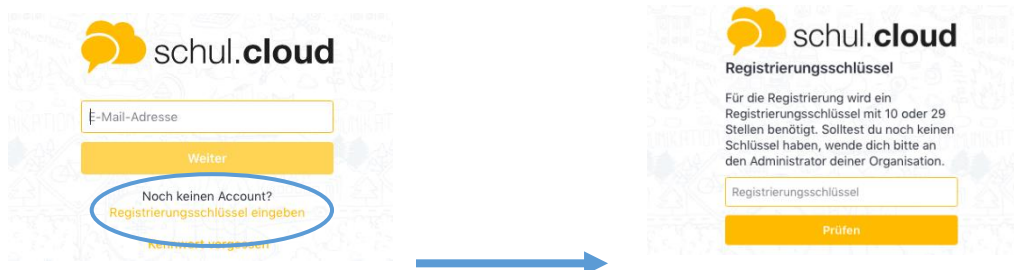 schul.cloud
E-Mail-Adresse
Weiter
Noch keinen Account?
Registrierungsschlüssel eingeben
Kennwort vergessen
schul.cloud
Registrierungsschlüssel
Für die Registrierung wird ein
Registrierungsschlüssel mit 10 oder 29
Stellen benötigt. Solltest du noch keinen
Schlüssel haben, wende dich bitte an
den Administrator deiner Organisation.
Registrierungsschlüssel
Prüfen